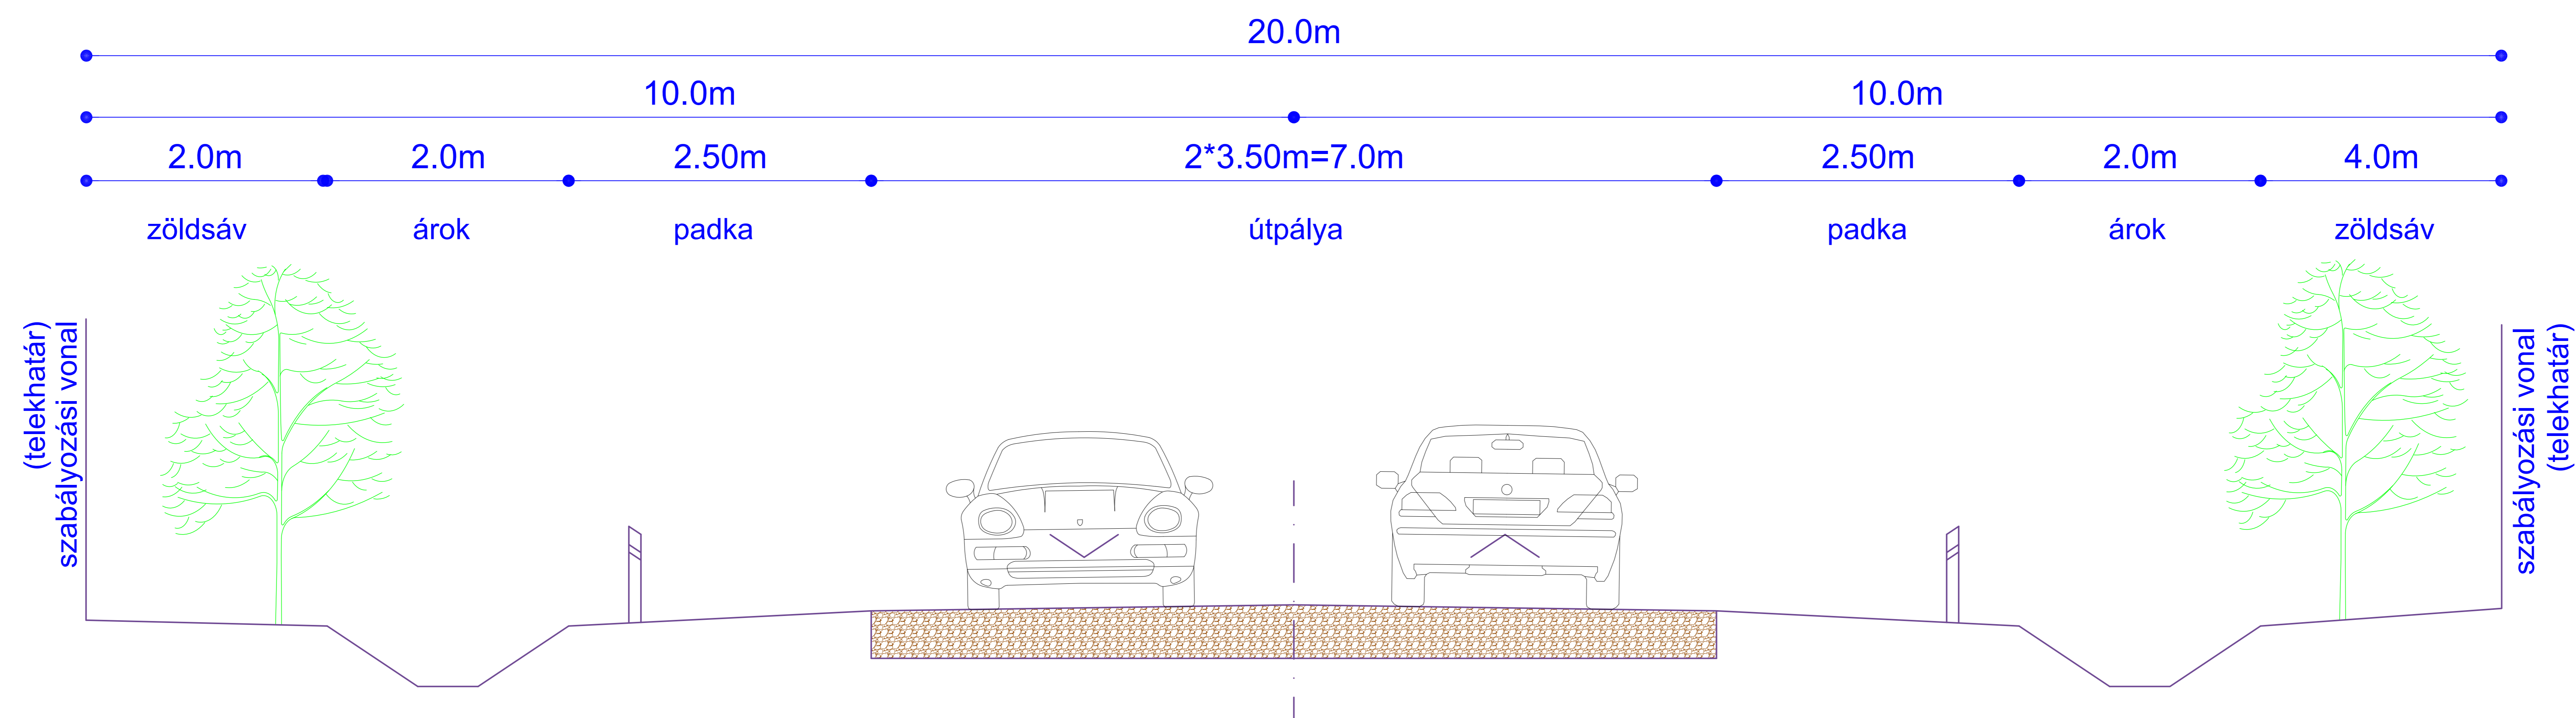 20.0m
10.0m 10.0m
2.0m 2.0m 2.50m 2*3.50m=7.0m 2.50m 2.0m 4.0m
zöldsáv árok padka útpálya padka árok zöldsáv
(telekhatár)
szabályozási vonal
szabályozási vonal
(telekhatár)